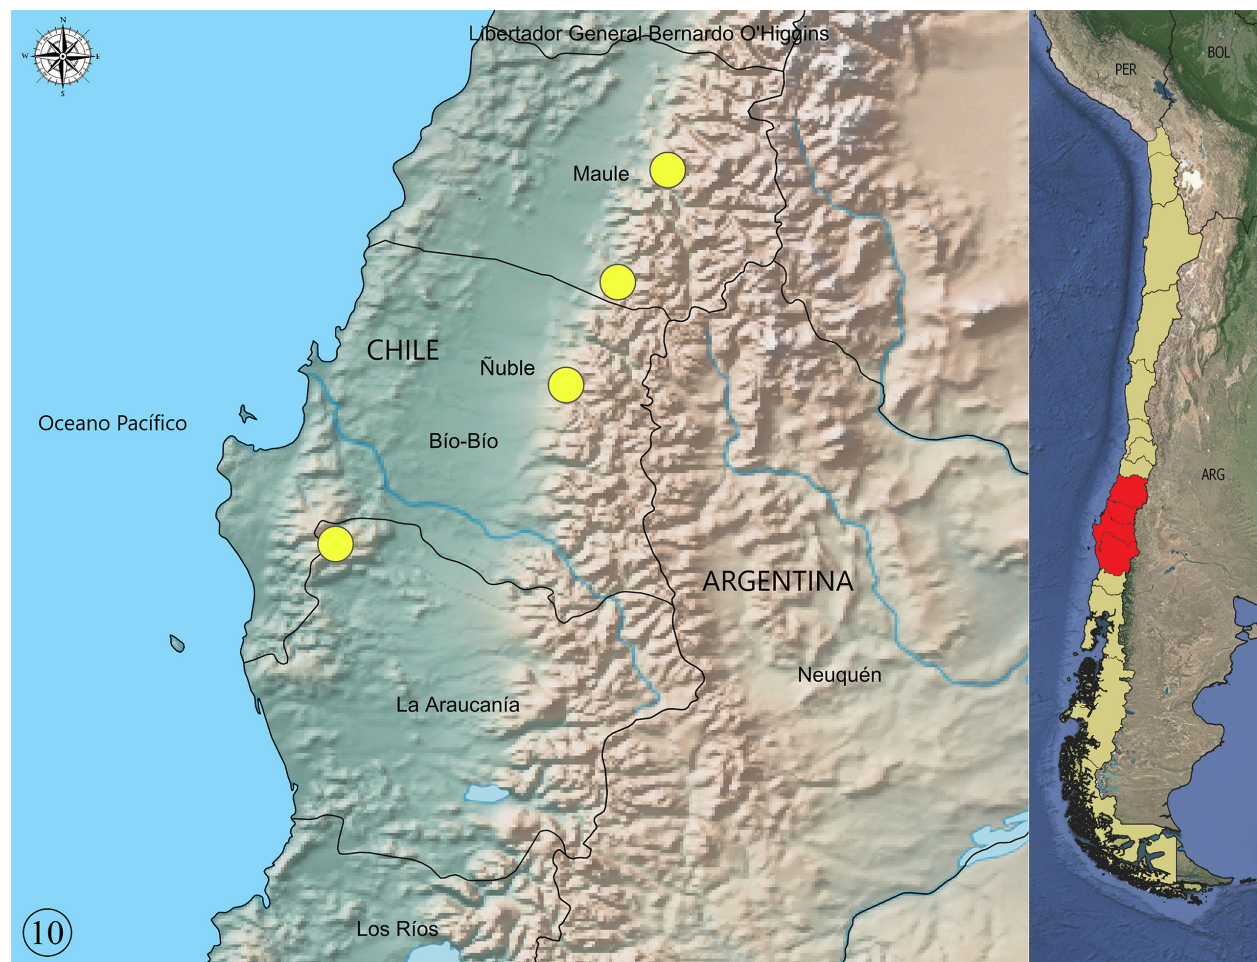 N
W
E
S
Libertador General Bernardo O'Higgins
Maule
CHILE
Ñuble
Oceano Pacífico
Bío-Bío
ARGENTINA
Neuquén
La Araucanía
Los Ríos
10
PER
BOL
ARG